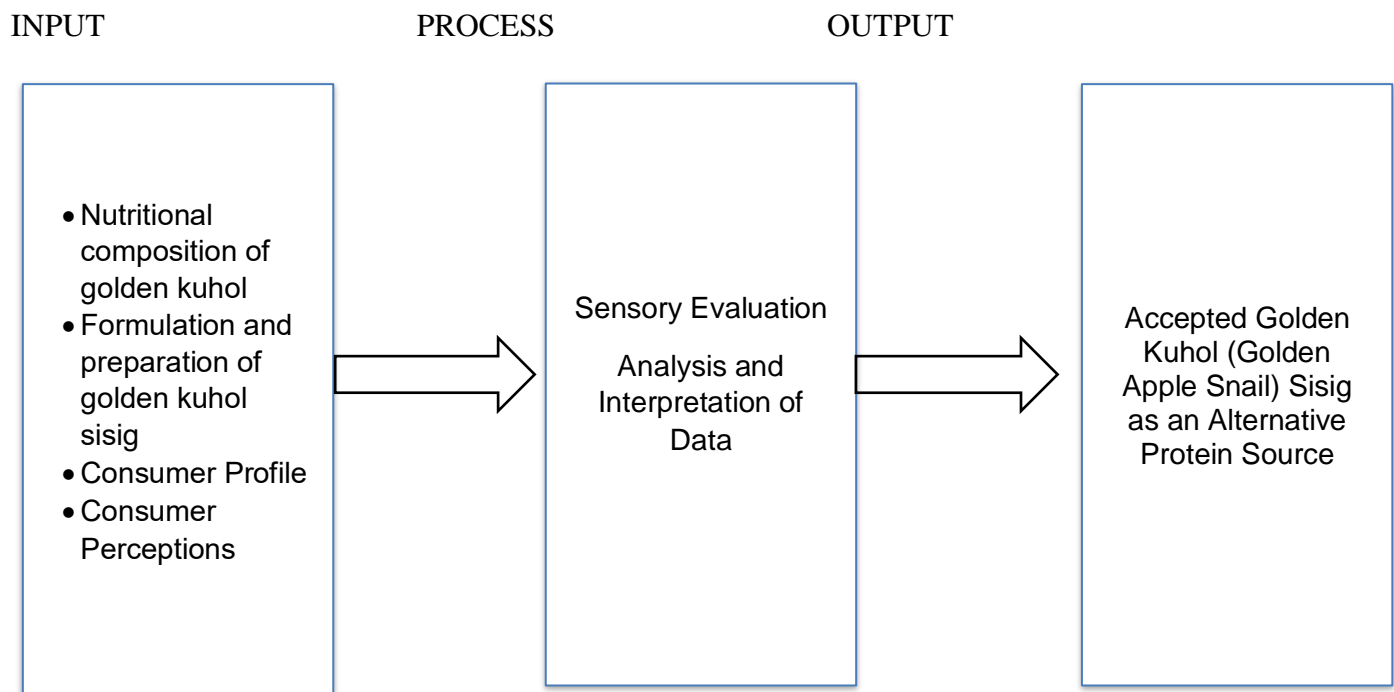 INPUT PROCESS OUTPUT
• Nutritional
composition of
golden kuhol
• Formulation and
preparation of
golden kuhol
sisig
• Consumer Profile
• Consumer
Perceptions
Sensory Evaluation
Analysis and
Interpretation of
Data
Accepted Golden
Kuhol (Golden
Apple Snail) Sisig
as an Alternative
Protein Source